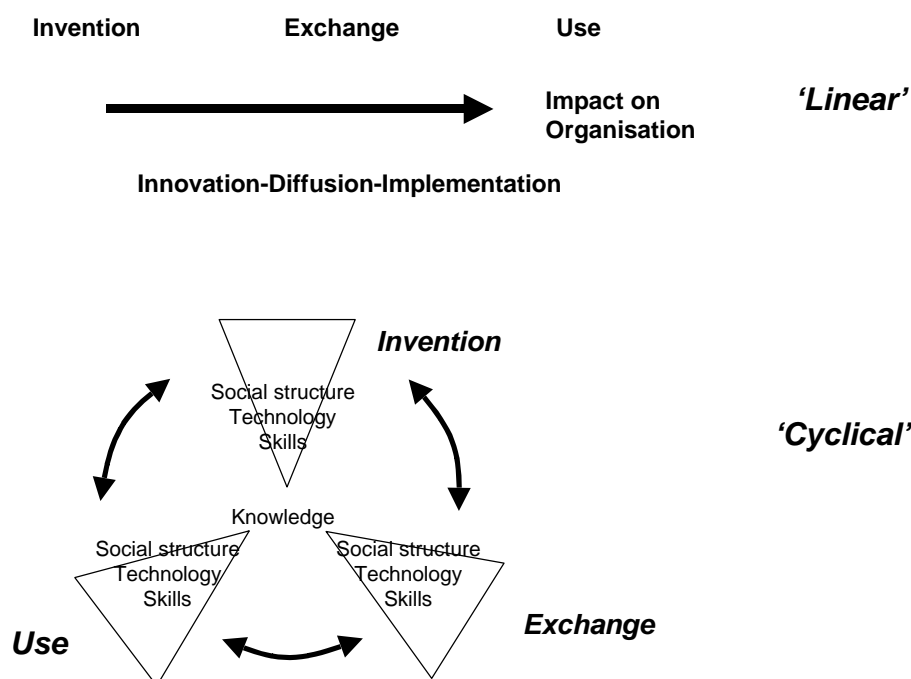 Invention Exchange Use
Impact on
Organisation
‘Linear’
Innovation-Diffusion-Implementation
Invention
Social structure
Technology
Skills
‘Cyclical’
Knowledge
Social structure
Technology
Skills
Social structure
Technology
Skills
Use
Exchange